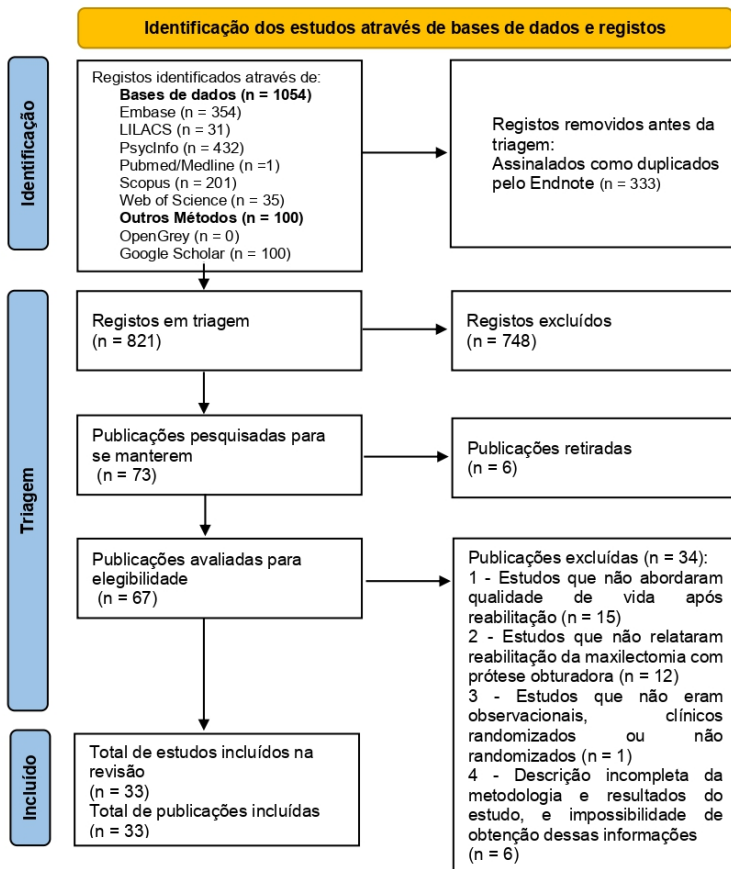 Identificação dos estudos através de bases de dados e registos
Identificação
Registos identificados através de:
Bases de dados (n = 1054)
Embase (n = 354)
LILACS (n = 31)
PsycInfo (n = 432)
Pubmed/Medline (n =1)
Scopus (n = 201)
Web of Science (n = 35)
Outros Métodos (n = 100)
OpenGrey (n = 0)
Google Scholar (n = 100)
Registos removidos antes da
triagem:
Assinalados como duplicados
pelo Endnote (n = 333)
Triagem
Registos em triagem
(n = 821)
Registos excluídos
(n = 748)
Publicações pesquisadas para
se manterem
(n = 73)
Publicações retiradas
(n = 6)
Publicações avaliadas para
elegibilidade
(n = 67)
Publicações excluídas (n = 34):
1 - Estudos que não abordaram
qualidade de vida após
reabilitação (n = 15)
2 - Estudos que não relataram
reabilitação da maxilectomia com
prótese obturadora (n = 12)
3 - Estudos que não eram
observacionais, clínicos
randomizados ou não
randomizados (n = 1)
4 - Descrição incompleta da
metodologia e resultados do
estudo, e impossibilidade de
obtenção dessas informações
(n = 6)
Incluído
Total de estudos incluídos na
revisão
(n = 33)
Total de publicações incluídas
(n = 33)